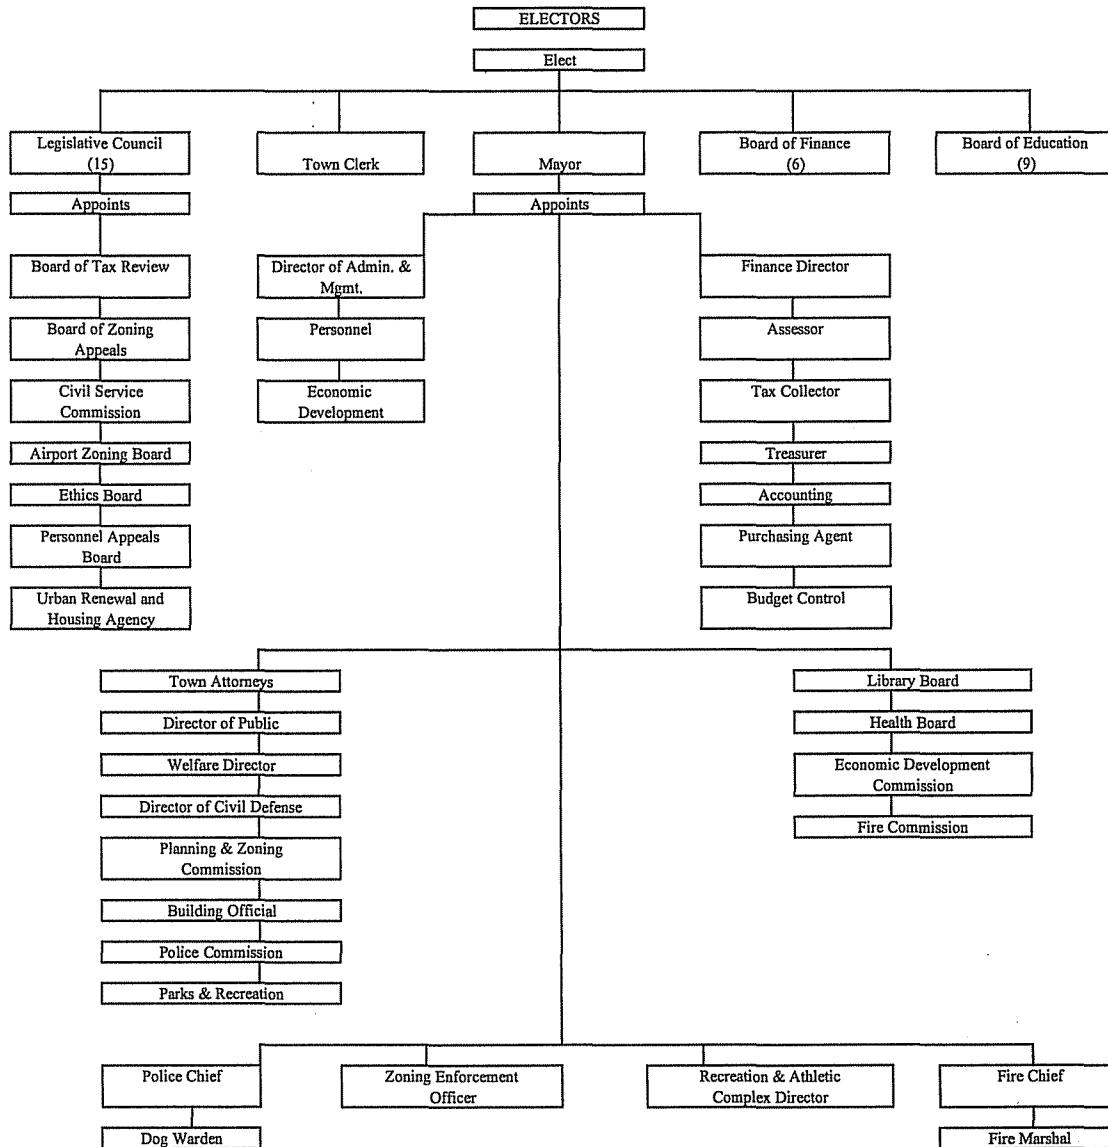 ELECTORS
Elect
Legislative Council
(15)
Town Clerk
Mayor
Board of Finance
(6)
Board of Education
(9)
Appoints
Appoints
Board of Tax Review
Director of Admin. &
Mgmt.
Finance Director
Board of Zoning
Appeals
Personnel
Assessor
Civil Service
Commission
Economic
Development
Tax Collector
Airport Zoning Board
Treasurer
Ethics Board
Accounting
Personnel Appeals
Board
Purchasing Agent
Urban Renewal and
Housing Agency
Budget Control
Town Attorneys
Library Board
Director of Public
Health Board
Welfare Director
Economic Development
Commission
Director of Civil Defense
Fire Commission
Planning & Zoning
Commission
Building Official
Police Commission
Parks & Recreation
Police Chief
Zoning Enforcement
Officer
Recreation & Athletic
Complex Director
Fire Chief
Dog Warden
Fire Marshal